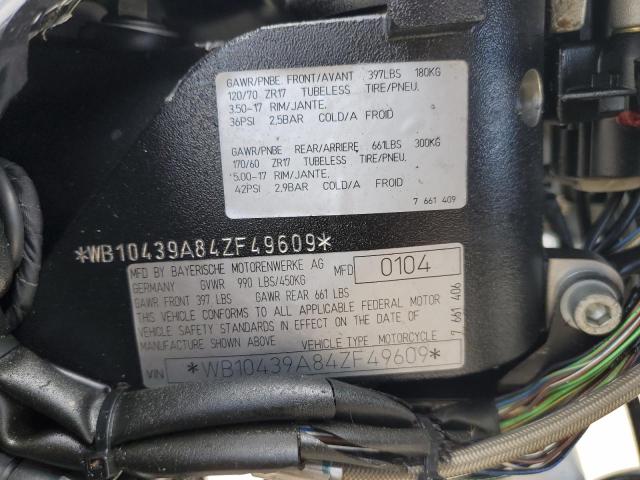 GAWR/PNBE FRONT/AVANT 397LBS 180KG
120/70 ZR17 TUBELESS TIRE/PNEU.
3.50-17 RIM/JANTE.
36PSI 2,5BAR COLD/A FROID
GAWR/PNBE REAR/ARRIERE 661LBS 300KG
170/60 ZR17 TUBELESS TIRE/PNEU.
5.00-17 RIM/JANTE.
42PSI 2.9BAR COLD/A FROID
7 661 409
*WB10439A84ZF49609*
MFD BY BAYERISCHE MOTORENWERKE AG MFD 0104
GERMANY GVWR 990 LBS/450KG
GAWR FRONT 397 LBS GAWR REAR 661 LBS
THIS VEHICLE CONFORMS TO ALL APPLICABLE FEDERAL MOTOR
VEHICLE SAFETY STANDARDS IN EFFECT ON THE DATE OF
MANUFACTURE SHOWN ABOVE VEHICLE TYPE MOTORCYCLE
7 661 406
VIN *WB10439A84ZF49609*